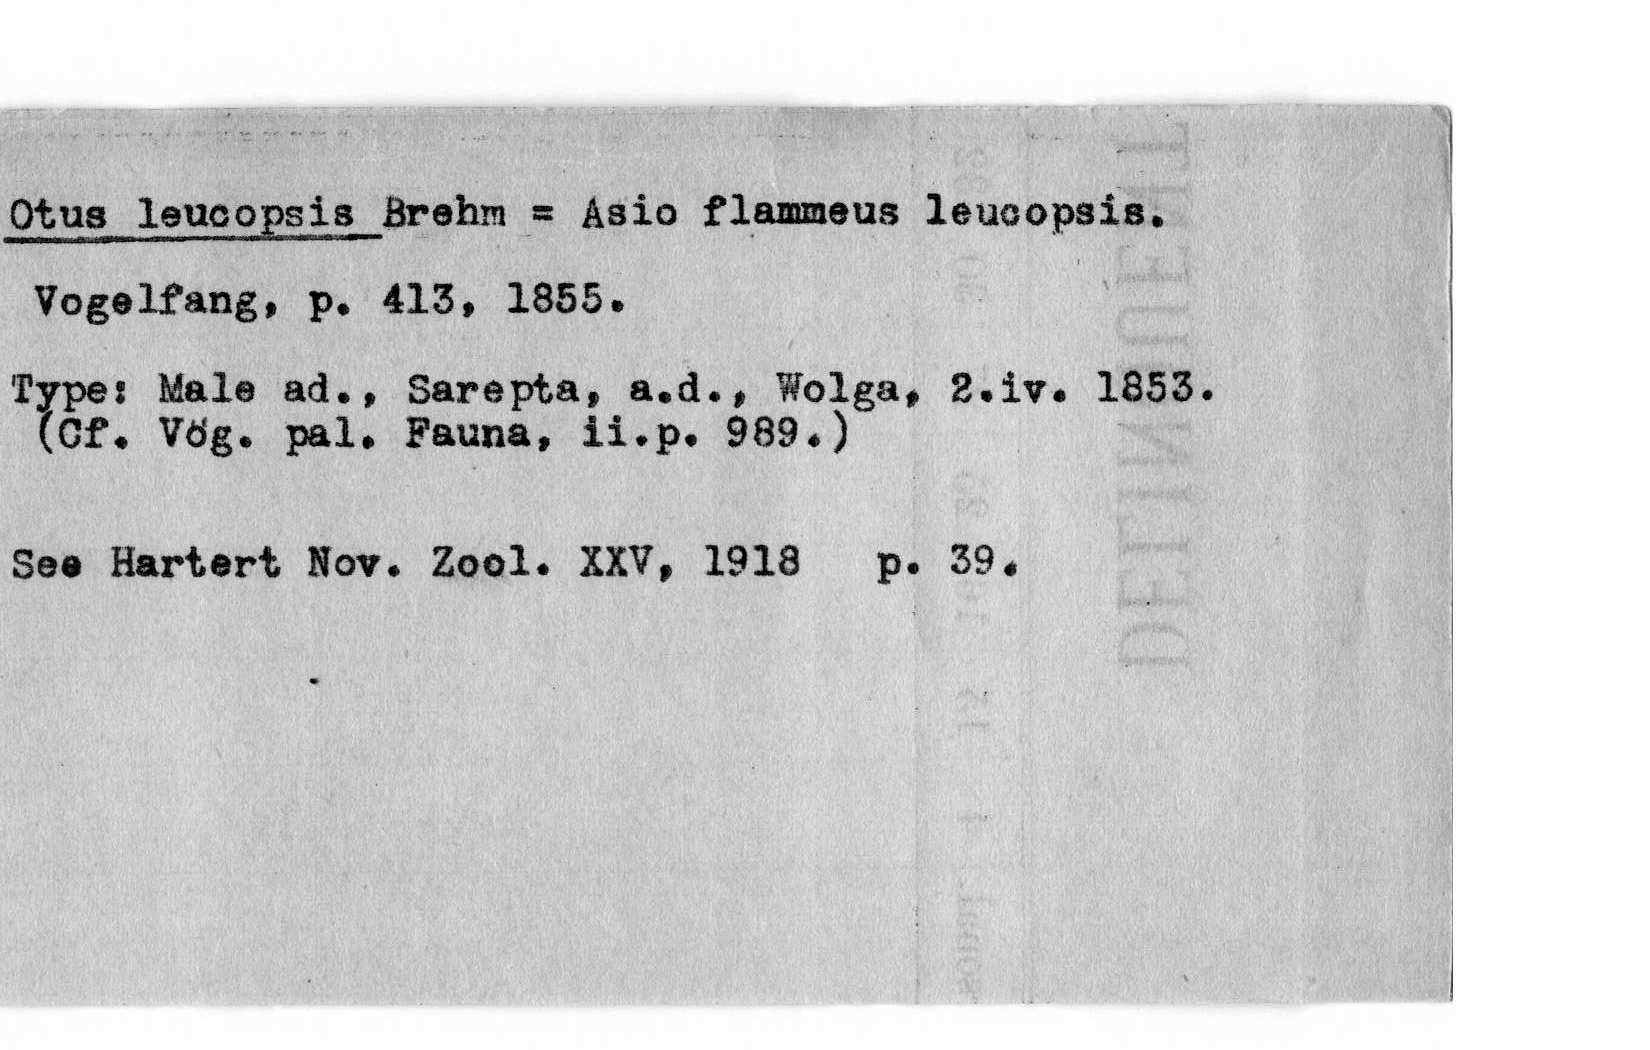 Otus leucopsis Brehm = Asio flammeus leucopsis.
Vogelfang, p. 413, 1855.
Type: Male ad., Sarepta, a.d., Wolga, 2.iv. 1853.
(Cf. Vög. pal. Fauna, ii.p. 989.)
See Hartert Nov. Zool. XXV, 1918 p. 39.
DELINQUENT